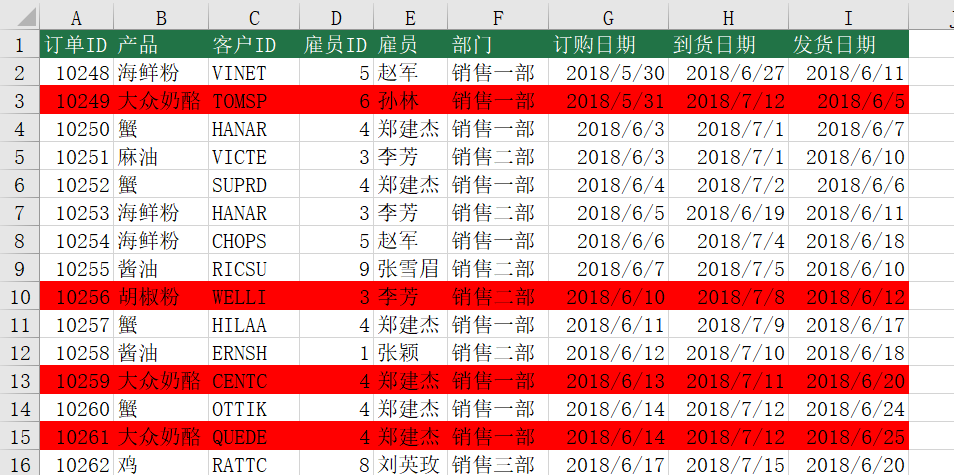 A B C D E F G H I
1 订单ID 产品 客户ID 雇员ID 雇员 部门 订购日期 到货日期 发货日期
2 10248 海鲜粉 VINET 5 赵军 销售一部 2018/5/30 2018/6/27 2018/6/11
3 10249 大众奶酪 TOMSP 6 孙林 销售一部 2018/5/31 2018/7/12 2018/6/5
4 10250 蟹 HANAR 4 郑建杰 销售一部 2018/6/3 2018/7/1 2018/6/7
5 10251 麻油 VICTE 3 李芳 销售二部 2018/6/3 2018/7/1 2018/6/10
6 10252 蟹 SUPRD 4 郑建杰 销售一部 2018/6/4 2018/7/2 2018/6/6
7 10253 海鲜粉 HANAR 3 李芳 销售二部 2018/6/5 2018/6/19 2018/6/11
8 10254 海鲜粉 CHOPS 5 赵军 销售一部 2018/6/6 2018/7/4 2018/6/18
9 10255 酱油 RICSU 9 张雪眉 销售二部 2018/6/7 2018/7/5 2018/6/10
10 10256 胡椒粉 WELLI 3 李芳 销售二部 2018/6/10 2018/7/8 2018/6/12
11 10257 蟹 HILAA 4 郑建杰 销售一部 2018/6/11 2018/7/9 2018/6/17
12 10258 酱油 ERNSH 1 张颖 销售二部 2018/6/12 2018/7/10 2018/6/18
13 10259 大众奶酪 CENTC 4 郑建杰 销售一部 2018/6/13 2018/7/11 2018/6/20
14 10260 蟹 OTTIK 4 郑建杰 销售一部 2018/6/14 2018/7/12 2018/6/24
15 10261 大众奶酪 QUEDE 4 郑建杰 销售一部 2018/6/14 2018/7/12 2018/6/25
16 10262 鸡 RATTC 8 刘英玫 销售三部 2018/6/17 2018/7/15 2018/6/20